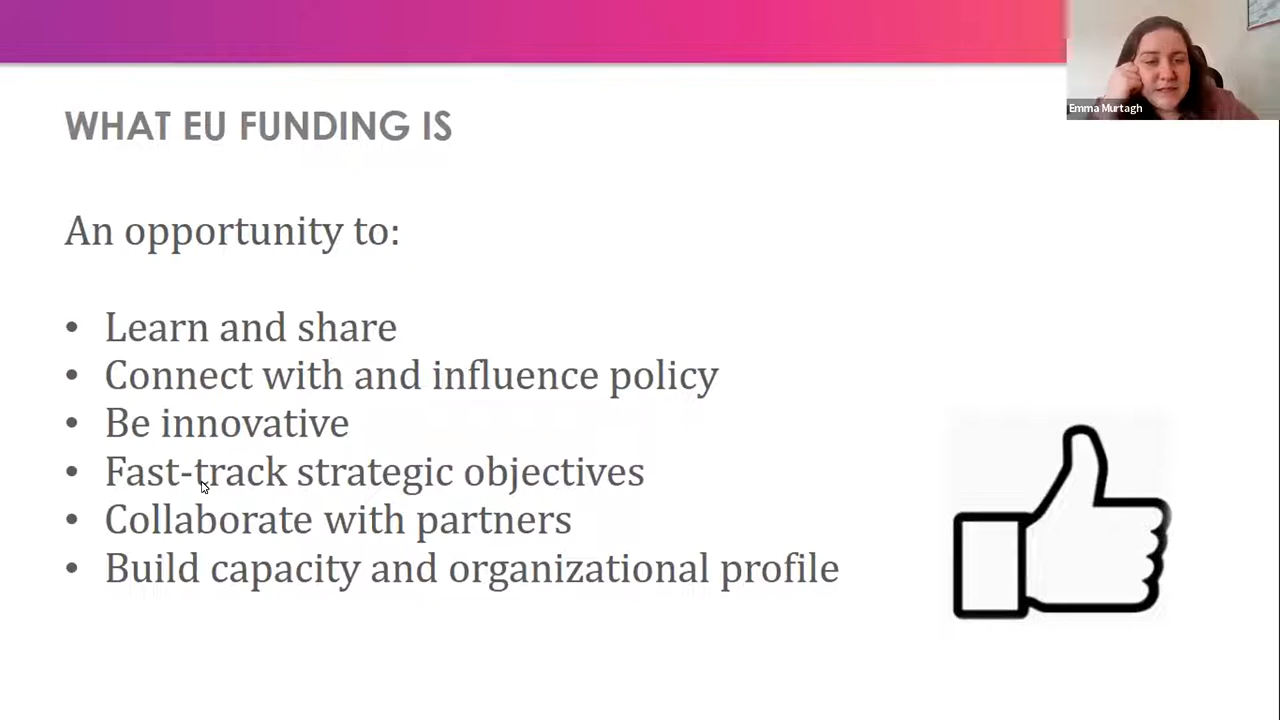 Emma Murtagh
WHAT EU FUNDING IS
An opportunity to:
• Learn and share
• Connect with and influence policy
• Be innovative
• Fast-track strategic objectives
• Collaborate with partners
• Build capacity and organizational profile